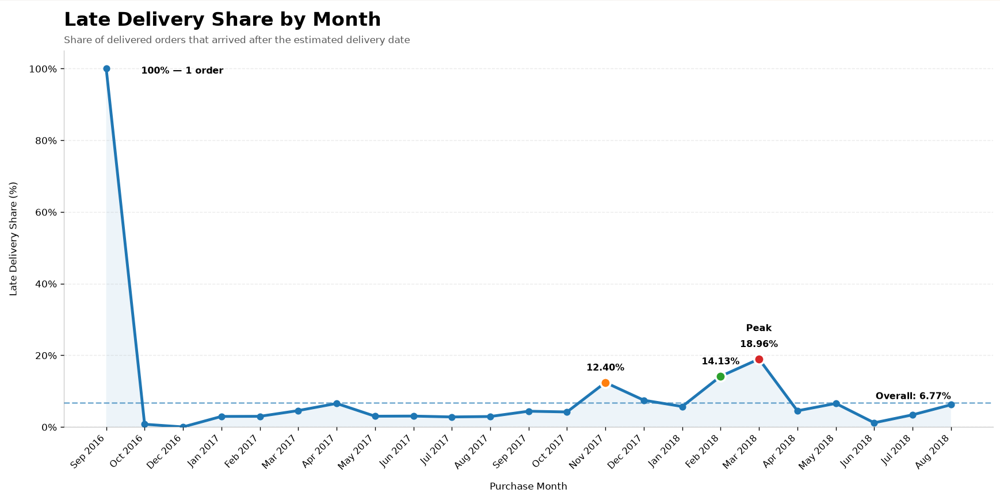 Late Delivery Share by Month
Share of delivered orders that arrived after the estimated delivery date
Late Delivery Share (%)
100%
80%
60%
40%
20%
0%
100% — 1 order
12.40%
14.13%
Peak
18.96%
Overall: 6.77%
Sep 2016
Oct 2016
Dec 2016
Jan 2017
Feb 2017
Mar 2017
Apr 2017
May 2017
Jun 2017
Jul 2017
Aug 2017
Sep 2017
Oct 2017
Nov 2017
Dec 2017
Jan 2018
Feb 2018
Mar 2018
Apr 2018
May 2018
Jun 2018
Jul 2018
Aug 2018
Purchase Month